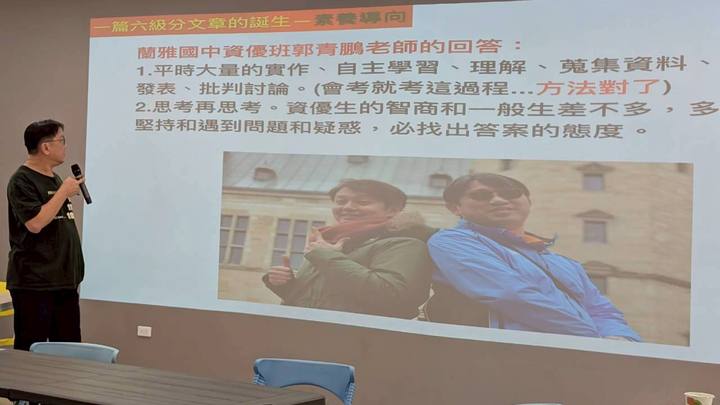 一篇六級分文章的誕生－素養導向
蘭雅國中資優班郭青鵬老師的回答：
1.平時大量的實作、自主學習、理解、蒐集資料、
發表、批判討論。(會考就考這過程...方法對了)
2.思考再思考。資優生的智商和一般生差不多，多
堅持和遇到問題和疑惑，必找出答案的態度。